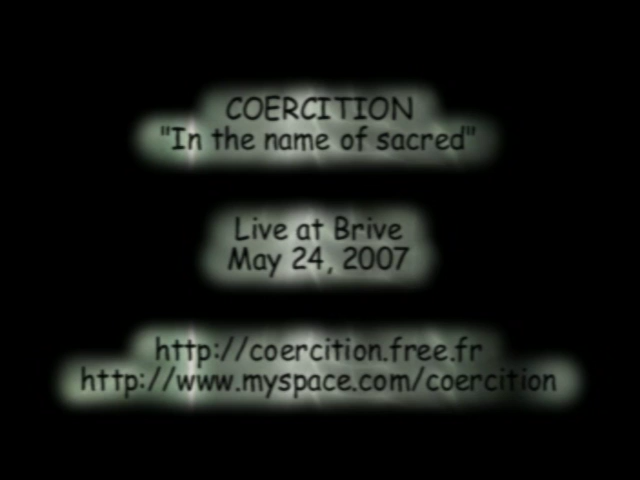 COERCITION
"In the name of sacred"
Live at Brive
May 24, 2007
http://coercition.free.fr
http://www.myspace.com/coercition